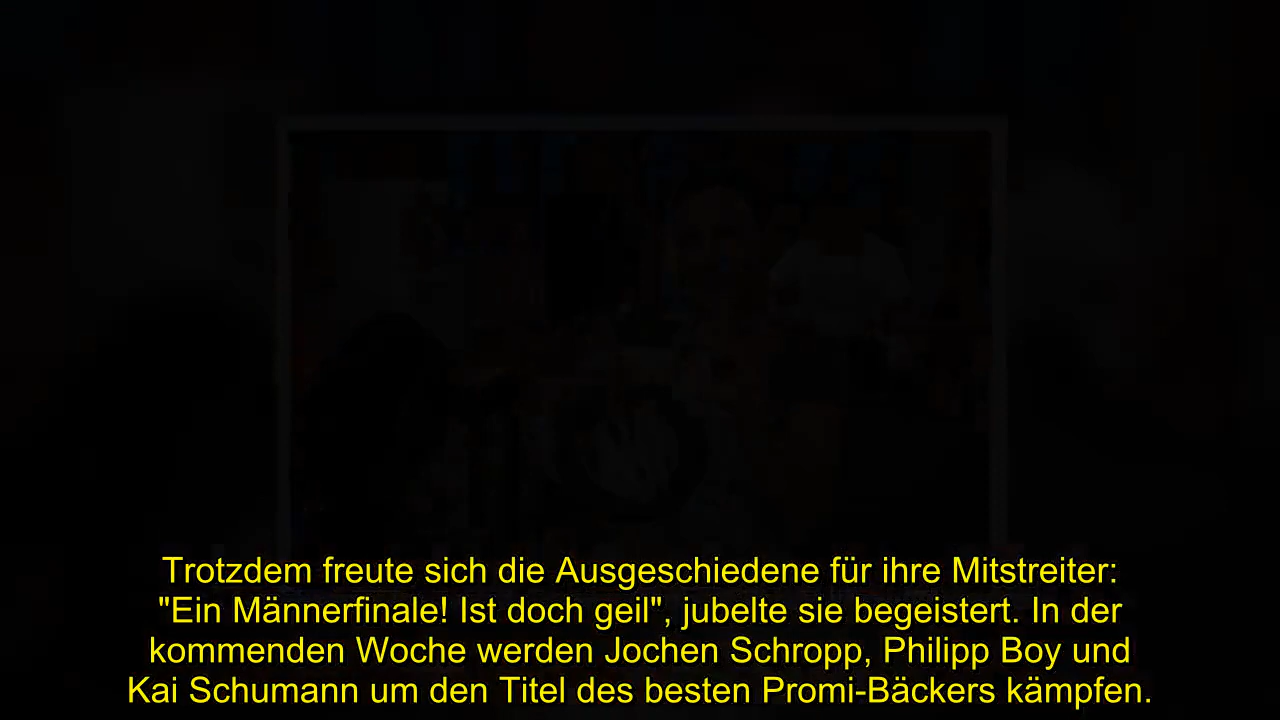 Trotzdem freute sich die Ausgeschiedene für ihre Mitstreiter:
"Ein Männerfinale! Ist doch geil", jubelte sie begeistert. In der
kommenden Woche werden Jochen Schropp, Philipp Boy und
Kai Schumann um den Titel des besten Promi-Bäckers kämpfen.